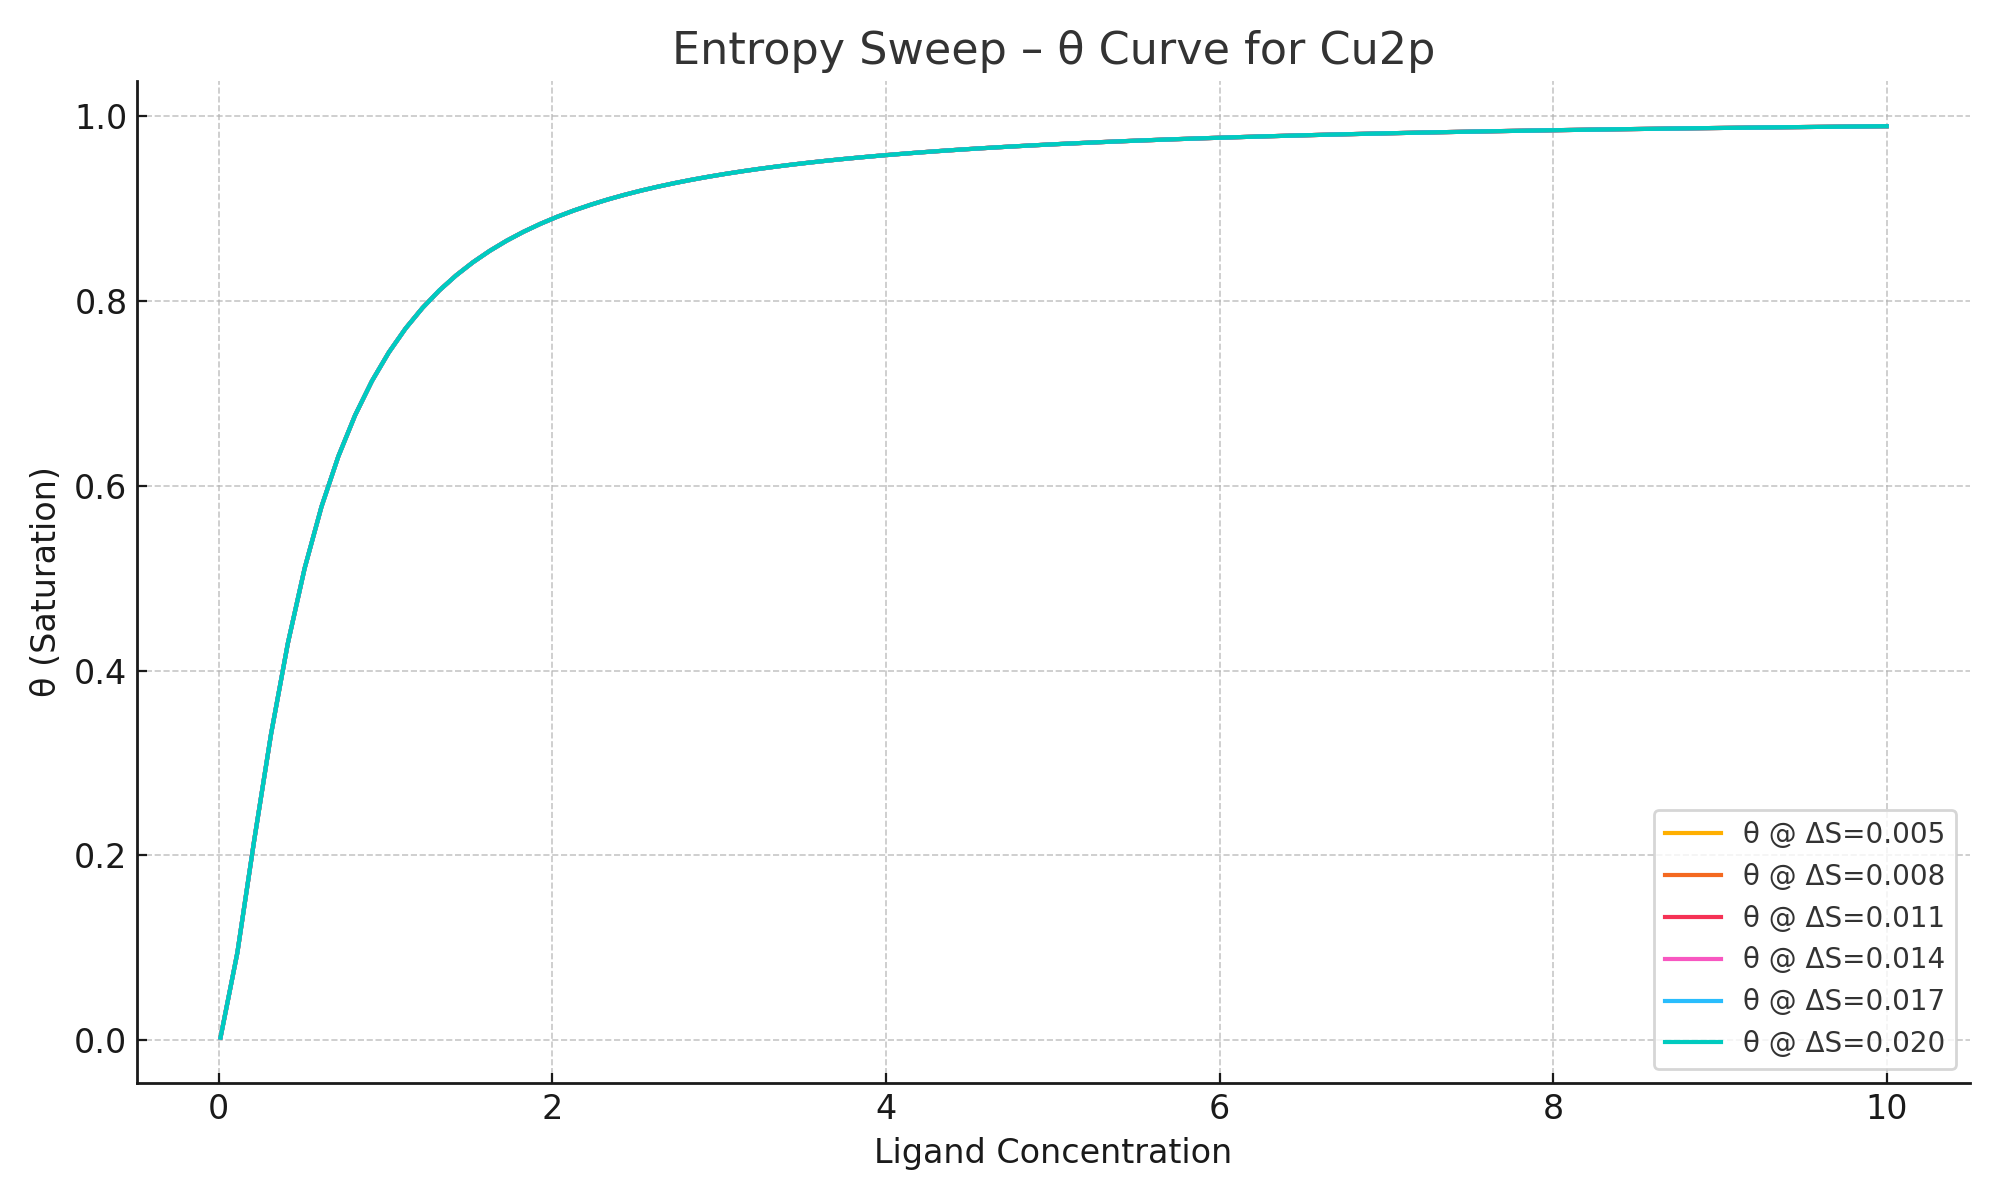 Entropy Sweep – θ Curve for Cu2p
θ (Saturation)
1.0
0.8
0.6
0.4
0.2
0.0
θ @ ΔS=0.005
θ @ ΔS=0.008
θ @ ΔS=0.011
θ @ ΔS=0.014
θ @ ΔS=0.017
θ @ ΔS=0.020
0 2 4 6 8 10
Ligand Concentration